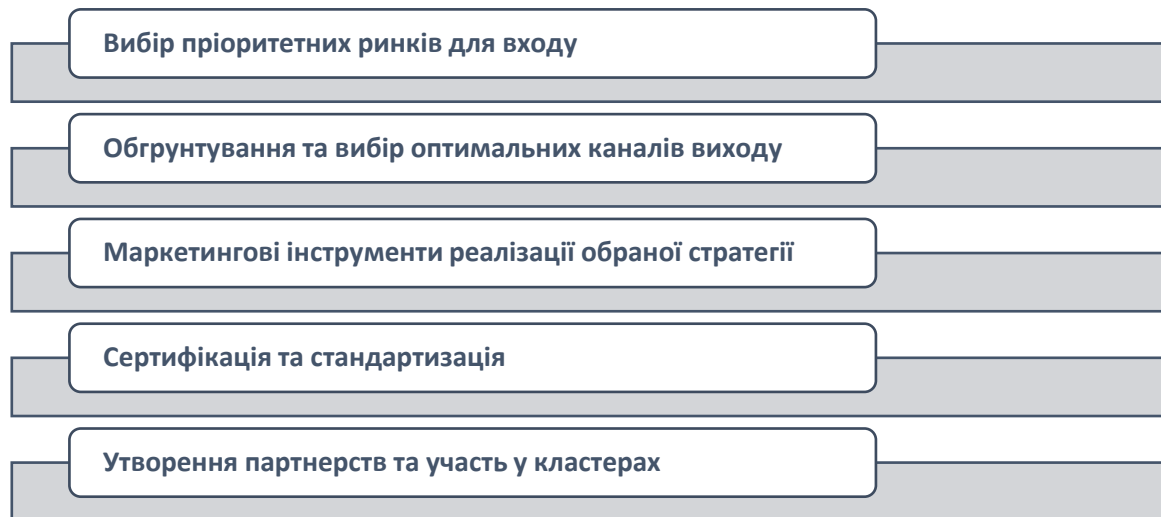 Вибір пріоритетних ринків для входу
Обгрунтування та вибір оптимальних каналів виходу
Маркетингові інструменти реалізації обраної стратегії
Сертифікація та стандартизація
Утворення партнерств та участь у кластерах